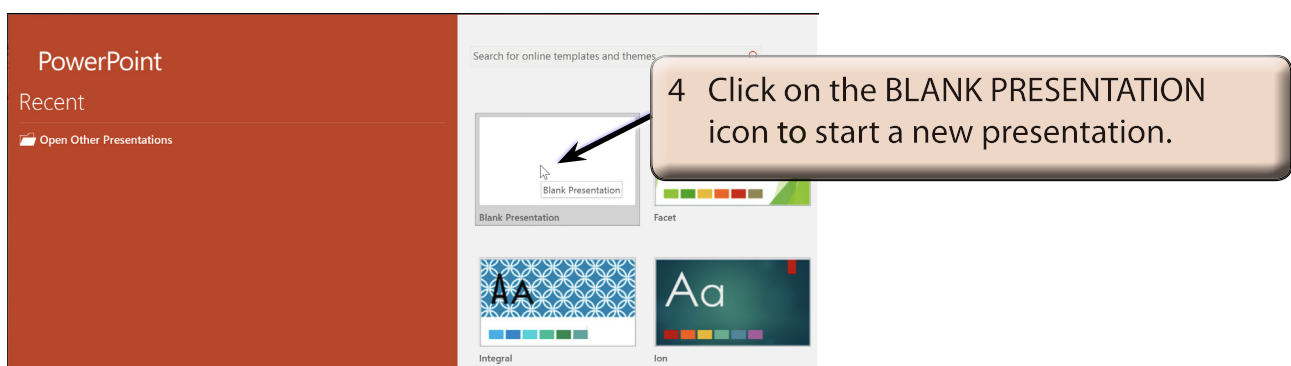 PowerPoint
Recent
Open Other Presentations
Search for online templates and themes
4 Click on the BLANK PRESENTATION
icon to start a new presentation.
Blank Presentation
Blank Presentation
Facet
AA
Aa
Integral
Ion